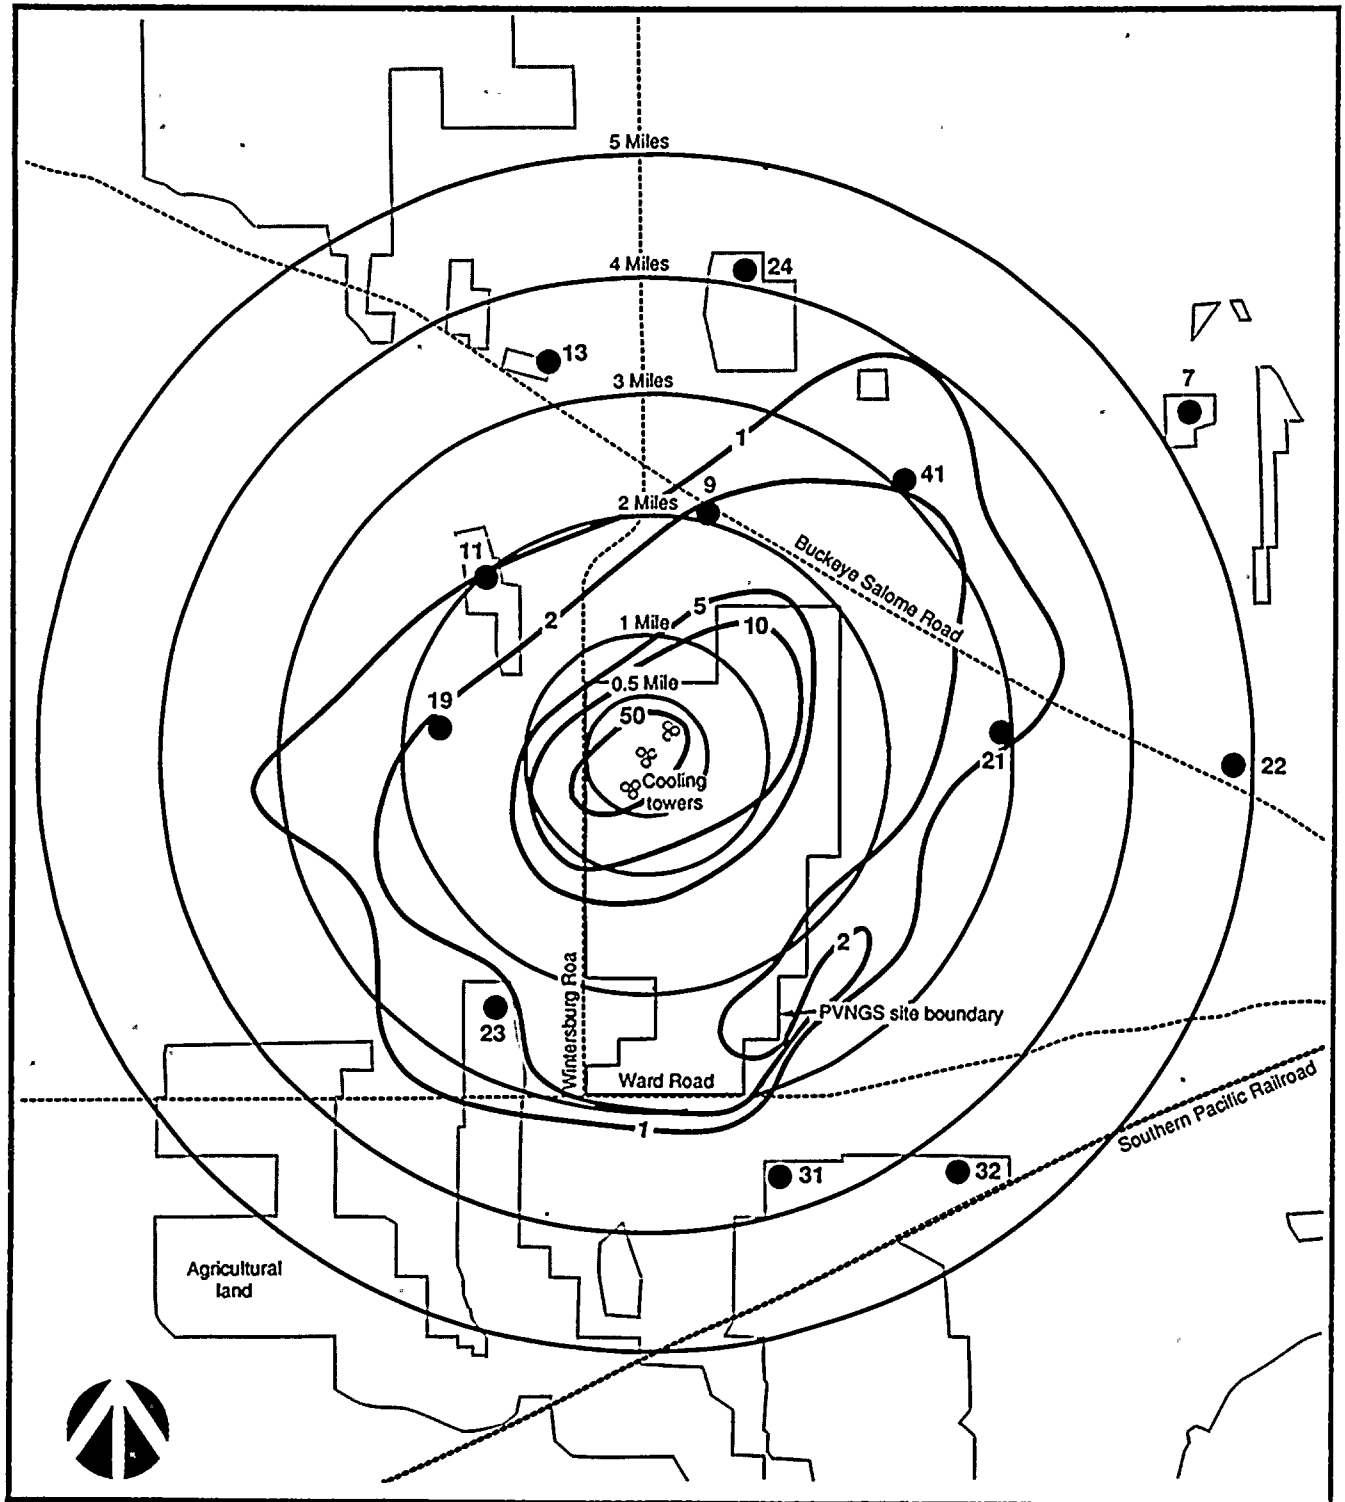 5 Miles
4 Miles
24
13
3 Miles
7
1
41
9
2 Miles
11
Buckeye Salome Road
5
2
1 Mile
10
0.5 Mile
19
50
21
22
Cooling
towers
2
Wintersburg Roa
23
PVNGS site boundary
Ward Road
Southern Pacific Railroad
1
31
32
Agricultural
land